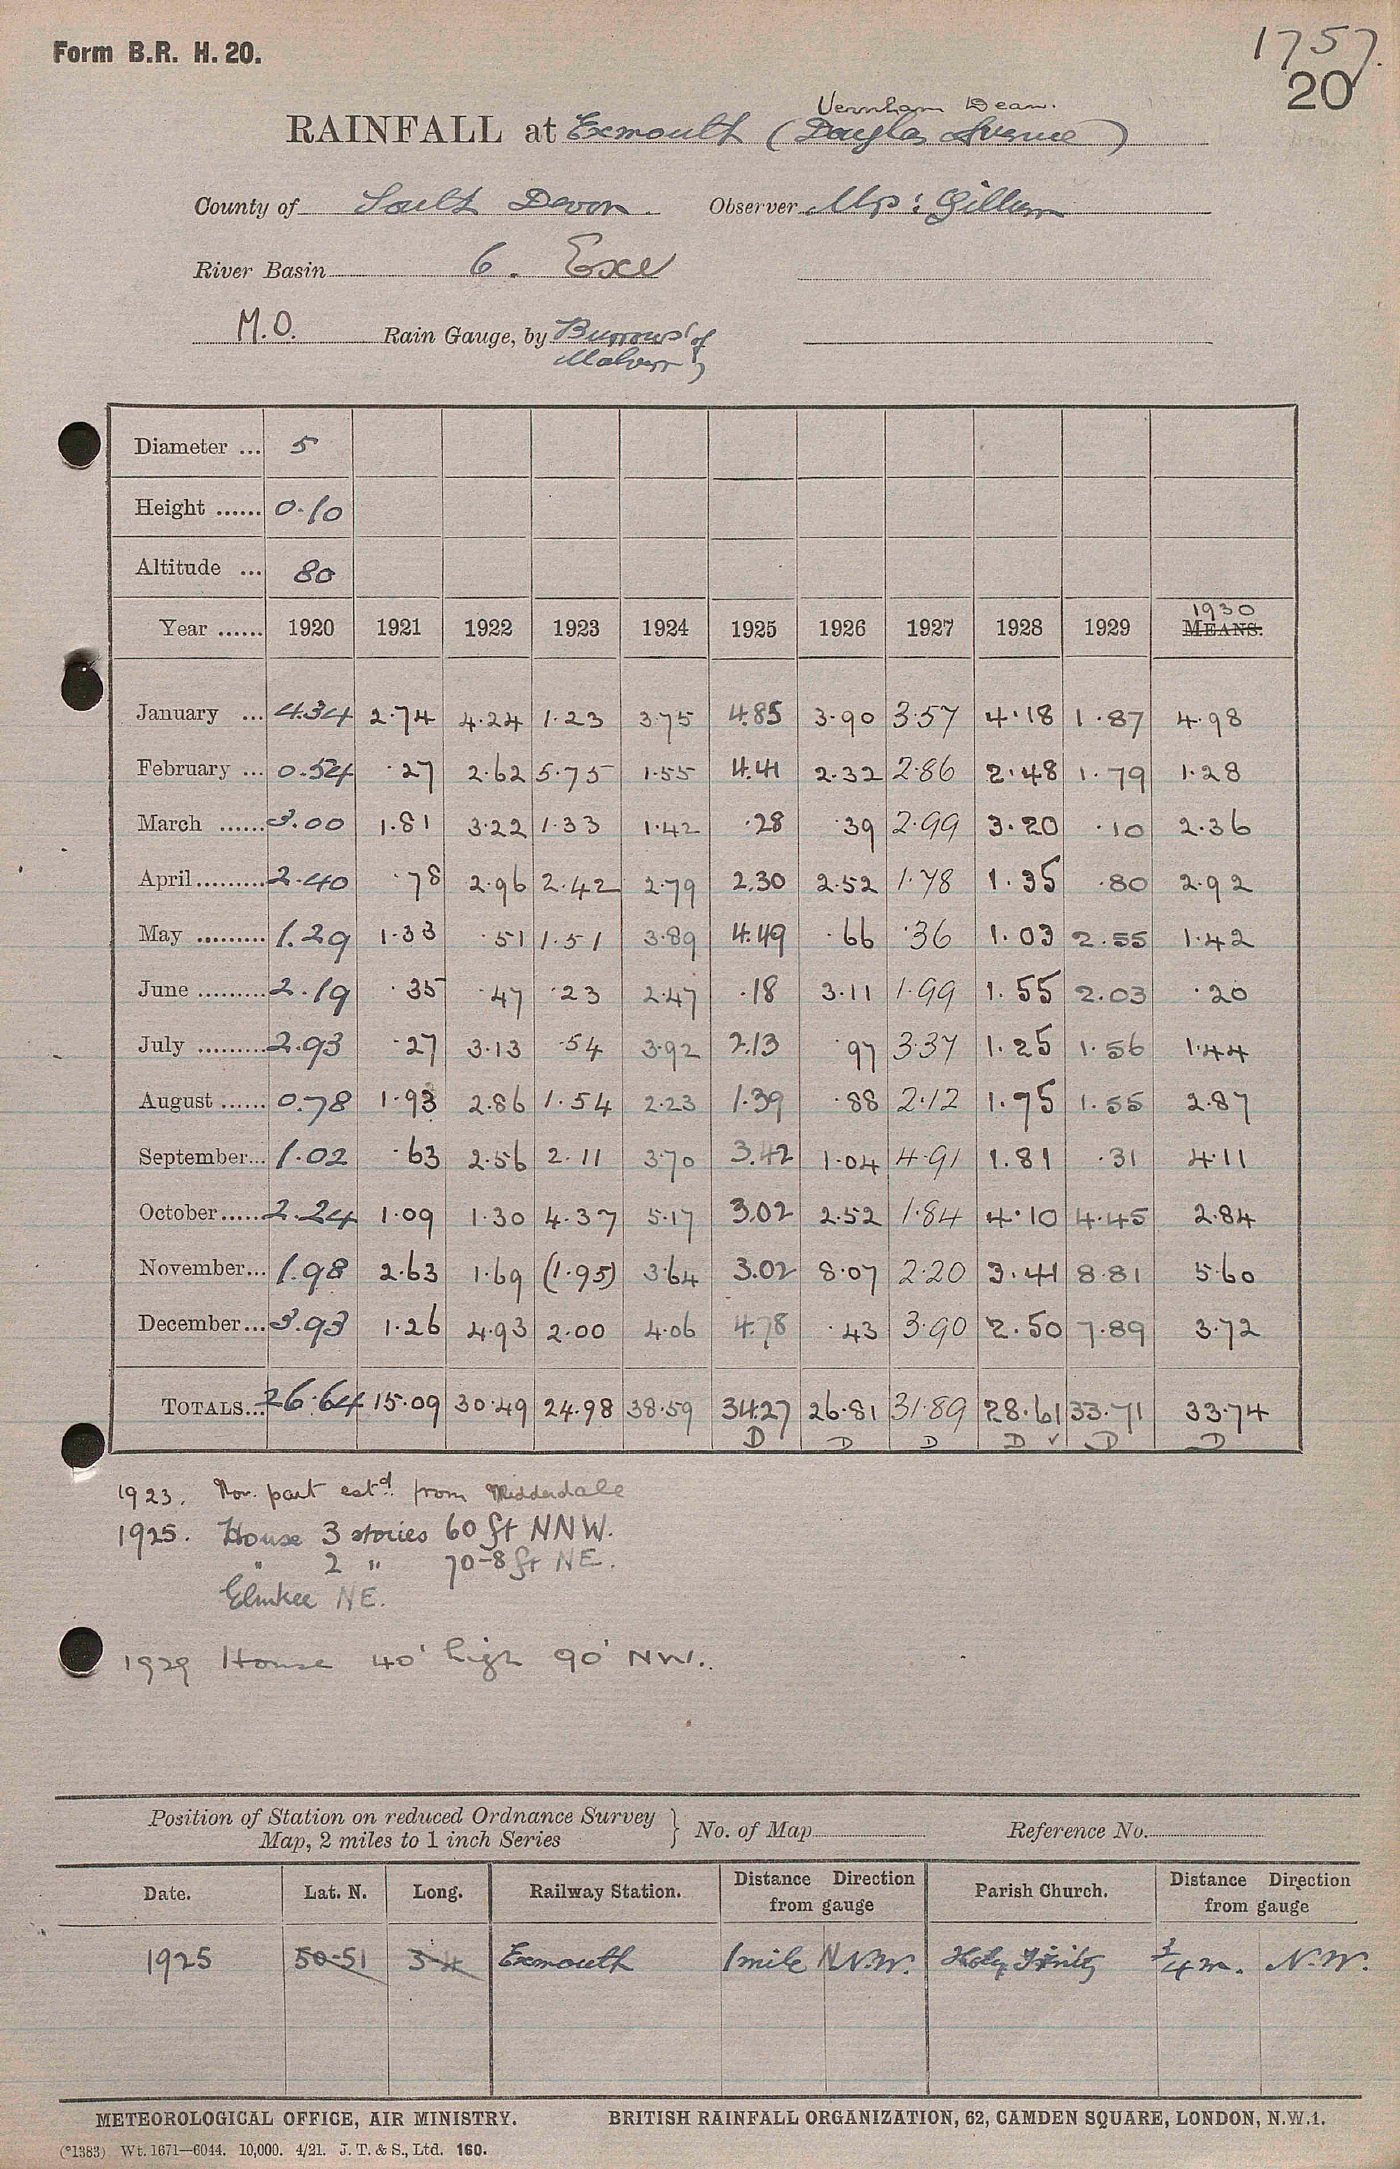 Form B.R. H. 20.
1757.
20
Vernham Dean.
RAINFALL at Exmouth (Douglas Avenue)
County of South Devon. Observer Mrs: Gillum
River Basin 6. Exe
M.O. Rain Gauge, by Burrows of
Malvern
Diameter ... 5
Height ...... 0.10
Altitude ... 80
1930
Year ...... 1920 1921 1922 1923 1924 1925 1926 1927 1928 1929 MEANS.
January ... 4.34 2.74 4.24 1.23 3.75 4.85 3.90 3.57 4.18 1.87 4.98
February ... 0.54 .27 2.62 5.75 1.55 4.41 2.32 2.86 2.48 1.79 1.28
March ...... 3.00 1.81 3.22 1.33 1.42 .28 .39 2.99 3.20 .10 2.36
April ......... 2.40 .78 2.96 2.42 2.79 2.30 2.52 1.78 1.35 .80 2.92
May ......... 1.29 1.33 .51 1.51 3.89 4.49 .66 .36 1.03 2.55 1.42
June ......... 2.19 .35 .47 .23 2.47 .18 3.11 1.99 1.55 2.03 .20
July ......... 2.93 .27 3.13 .54 3.92 2.13 .97 3.37 1.25 1.56 1.44
August ...... 0.78 1.93 2.86 1.54 2.23 1.39 .88 2.12 1.75 1.55 2.87
September... 1.02 .63 2.56 2.11 3.70 3.42 1.04 4.91 1.81 .31 4.11
October ...... 2.24 1.09 1.30 4.37 5.17 3.02 2.52 1.84 4.10 4.45 2.84
November... 1.98 2.63 1.69 (1.95) 3.64 3.02 8.07 2.20 3.41 8.81 5.60
December... 3.93 1.26 4.93 2.00 4.06 4.78 .43 3.90 2.50 7.89 3.72
TOTALS... 26.64 15.09 30.49 24.98 38.59 34.27 26.81 31.89 28.61 33.71 33.74
D D D D v D D
1923. Nov. part estd. from
1925. House 3 stories 60 ft NNW.
" 2 " 70-8 ft NE.
NE.
1929 House 40' high 90' NW.
Position of Station on reduced Ordnance Survey
Map, 2 miles to 1 inch Series } No. of Map Reference No.
Date. Lat. N. Long. Railway Station. Distance Direction from gauge Parish Church. Distance Direction from gauge
1925 50-51 3-4 Exmouth 1 mile NN.W. Holy Trinity 3/4 m. N.W.
METEOROLOGICAL OFFICE, AIR MINISTRY. BRITISH RAINFALL ORGANIZATION, 62, CAMDEN SQUARE, LONDON, N.W.1.
(*1383) Wt. 1671—6044. 10,000. 4/21. J. T. & S., Ltd. 160.